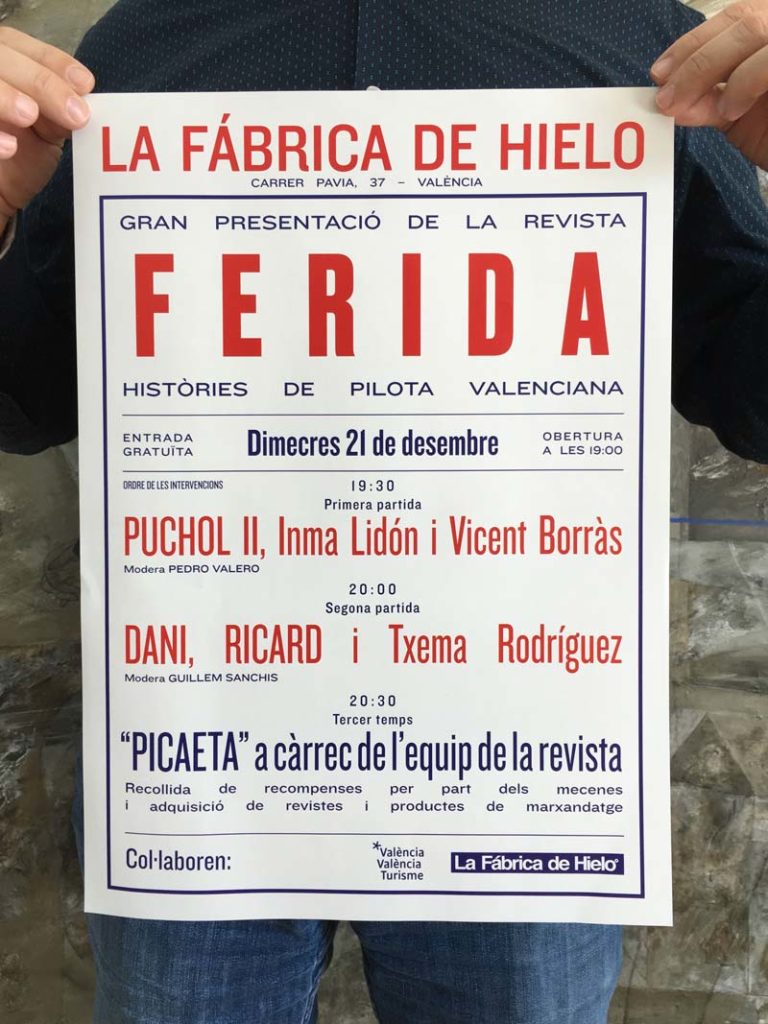 LA FÁBRICA DE HIELO
CARRER PAVIA, 37 – VALÈNCIA
GRAN PRESENTACIÓ DE LA REVISTA
FERIDA
HISTÒRIES DE PILOTA VALENCIANA
ENTRADA
GRATUÏTA
Dimecres 21 de desembre
OBERTURA
A LES 19:00
ORDRE DE LES INTERVENCIONS
19:30
Primera partida
PUCHOL II, Inma Lidón i Vicent Borràs
Modera PEDRO VALERO
20:00
Segona partida
DANI, RICARD i Txema Rodríguez
Modera GUILLEM SANCHIS
20:30
Tercer temps
“PICAETA” a càrrec de l’equip de la revista
Recollida de recompenses per part dels mecenes
i adquisició de revistes i productes de marxandatge
Col·laboren:
*València
València
Turisme
La Fábrica de Hielo